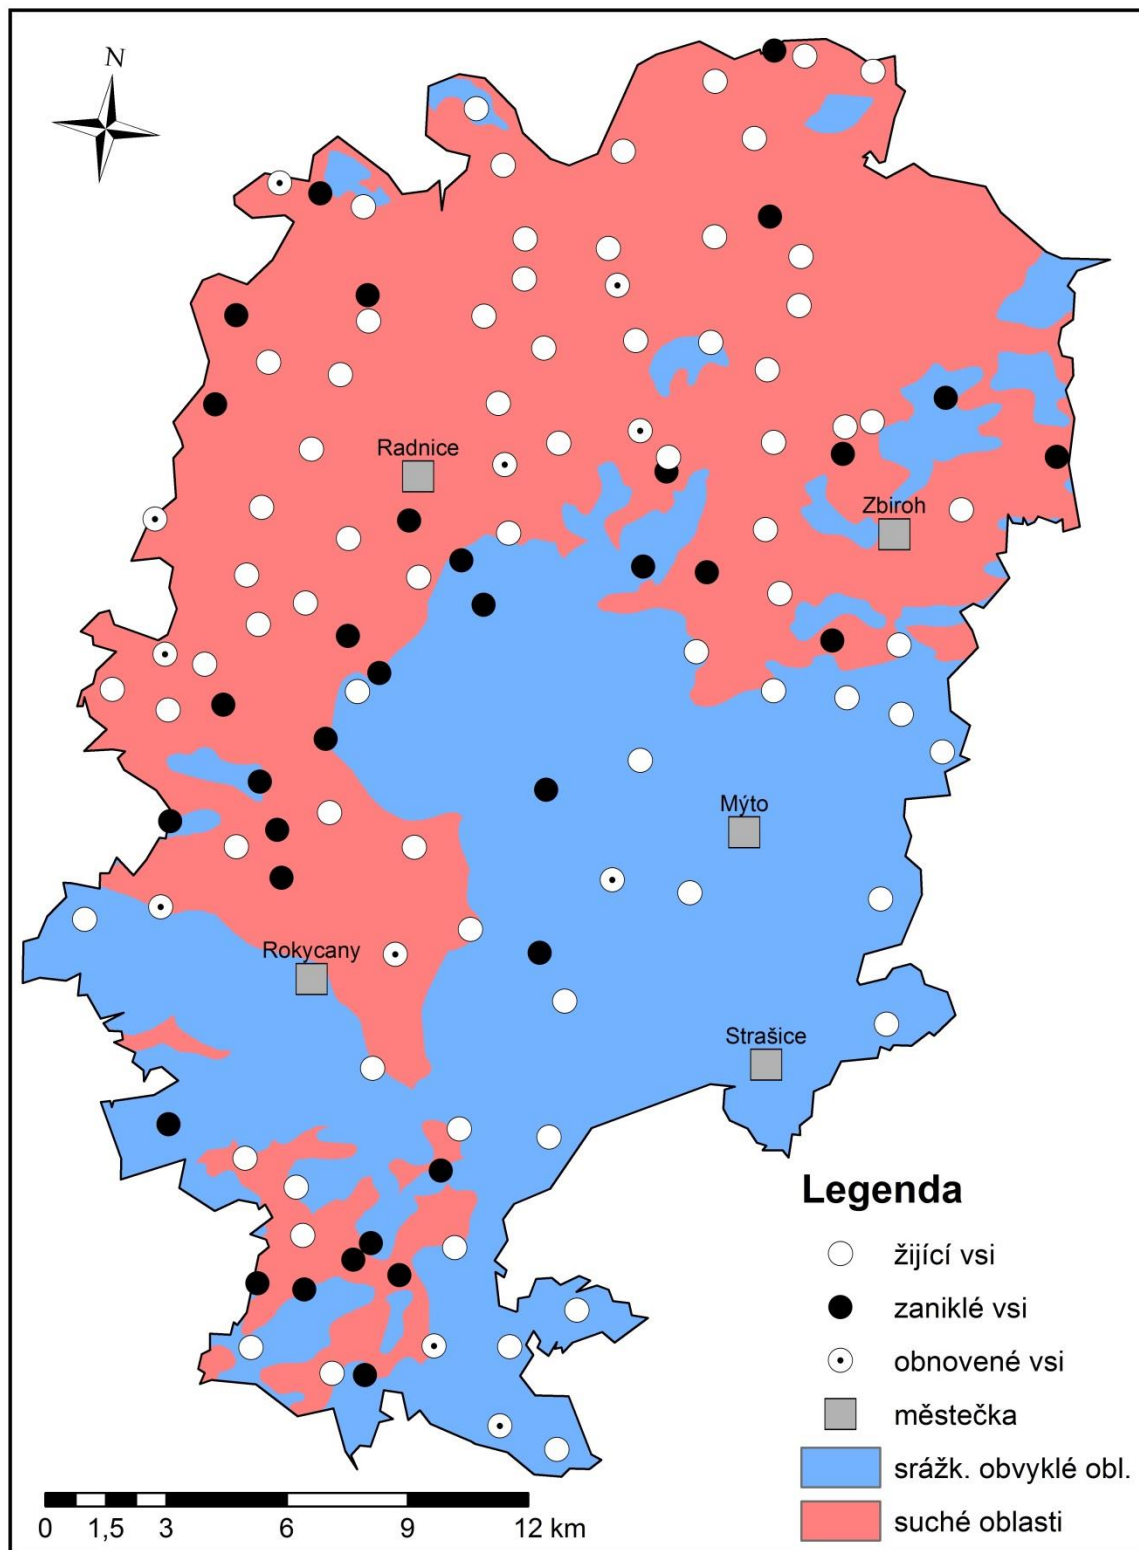 N
Radnice
Zbiroh
Mýto
Rokycany
Strašice
Legenda
žijící vsi
zaniklé vsi
obnovené vsi
městečka
srážk. obvyklé obl.
suché oblasti
0 1,5 3 6 9 12 km